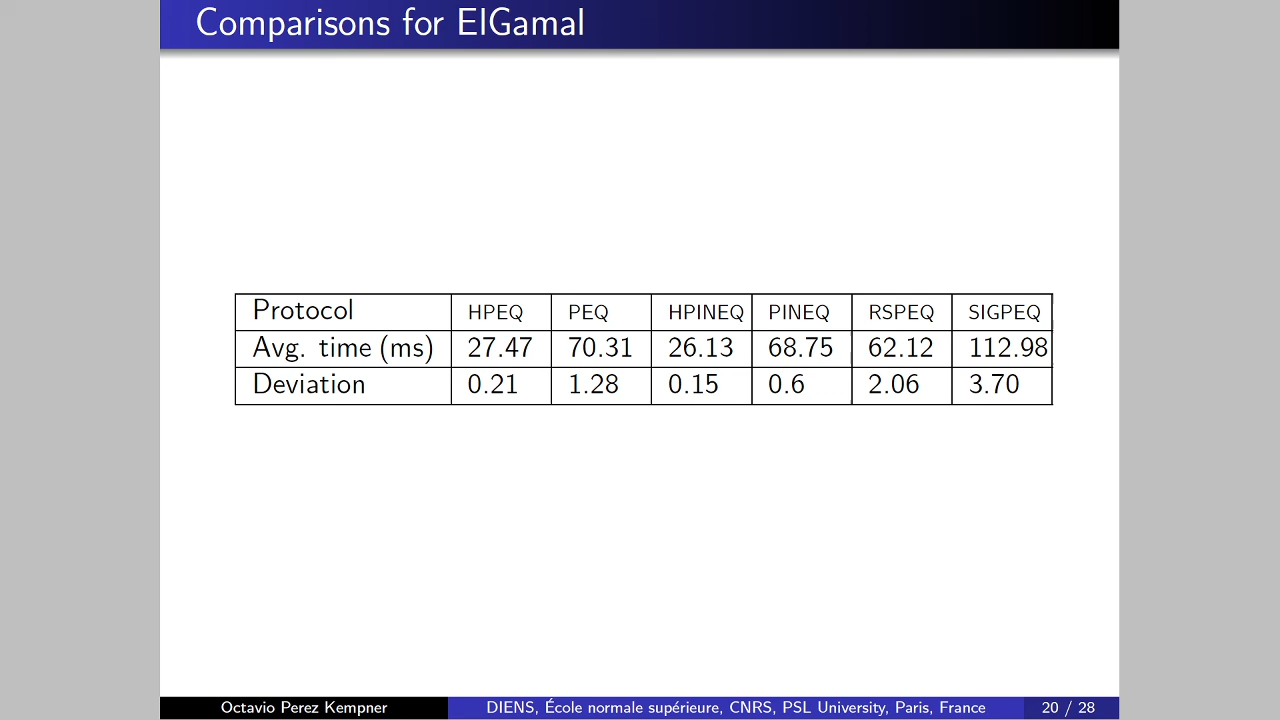 Comparisons for ElGamal
Protocol HPEQ PEQ HPINEQ PINEQ RSPEQ SIGPEQ
Avg. time (ms) 27.47 70.31 26.13 68.75 62.12 112.98
Deviation 0.21 1.28 0.15 0.6 2.06 3.70
Octavio Perez Kempner DIENS, École normale supérieure, CNRS, PSL University, Paris, France 20 / 28